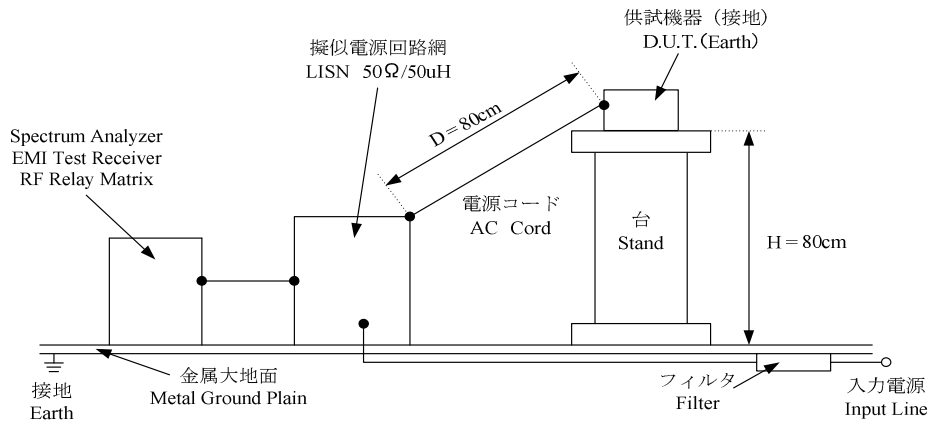 供試機器（接地）
D.U.T.（Earth）
擬似電源回路網
LISN 50Ω/50uH
D＝80cm
Spectrum Analyzer
EMI Test Receiver
RF Relay Matrix
電源コード
AC Cord
台
Stand
H＝80cm
接地
Earth
金属大地面
Metal Ground Plain
フィルタ
Filter
入力電源
Input Line